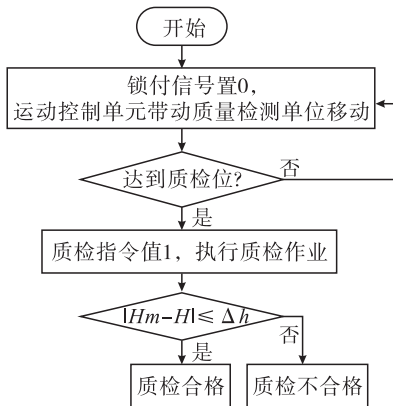 开始
锁付信号置0，
运动控制单元带动质量检测单位移动
达到质检位?
否
是
质检指令值1，执行质检作业
|Hm-H|≤Δh
否
是
质检合格
质检不合格